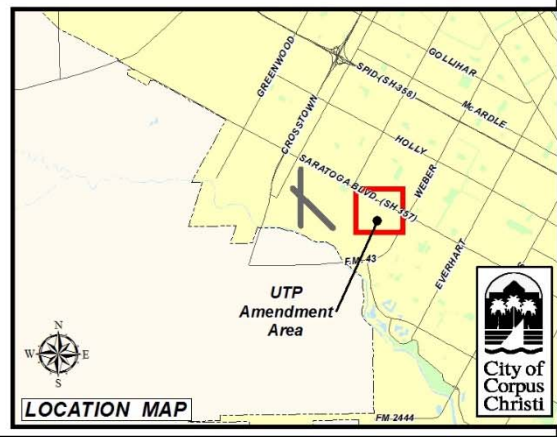 GREENWOOD
CROSSTOWN
GOLLIHAR
SPID (SH 358)
McARDLE
HOLLY
SARATOGA BLVD. (SH 357)
WEBER
EVERHART
FM-43
UTP
Amendment
Area
N
W
E
S
City of
Corpus
Christi
LOCATION MAP
FM 2444